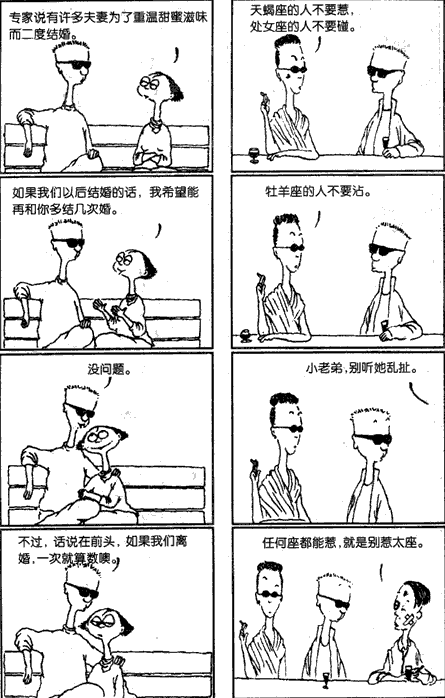 专家说有许多夫妻为了重温甜蜜滋味
而二度结婚。
如果我们以后结婚的话，我希望能
再和你多结几次婚。
没问题。
不过，话说在前头，如果我们离
婚，一次就算数噢。
天蝎座的人不要惹，
处女座的人不要碰。
牡羊座的人不要沾。
小老弟，别听她乱扯。
任何座都能惹，就是别惹太座。